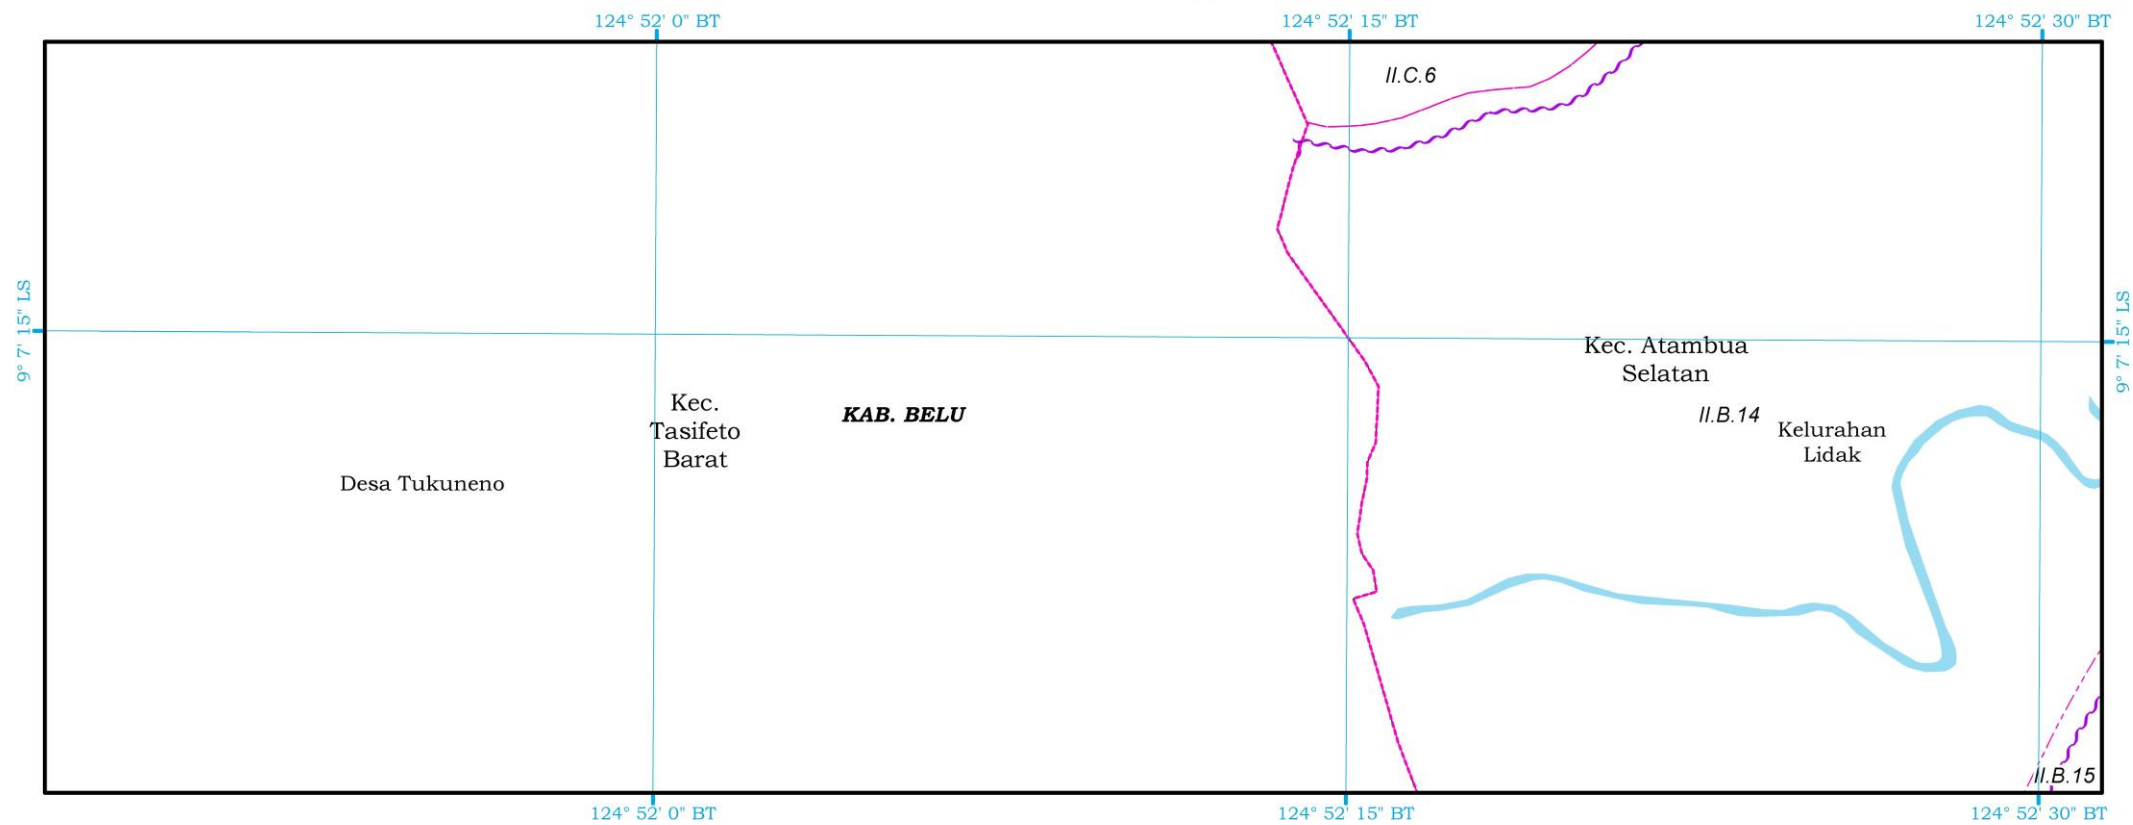 124° 52' 0" BT
124° 52' 15" BT
124° 52' 30" BT
II.C.6
9° 7' 15" LS
9° 7' 15" LS
Kec. Atambua
Selatan
Kec.
Tasifeto
Barat
KAB. BELU
II.B.14
Kelurahan
Lidak
Desa Tukuneno
II.B.15
124° 52' 0" BT
124° 52' 15" BT
124° 52' 30" BT